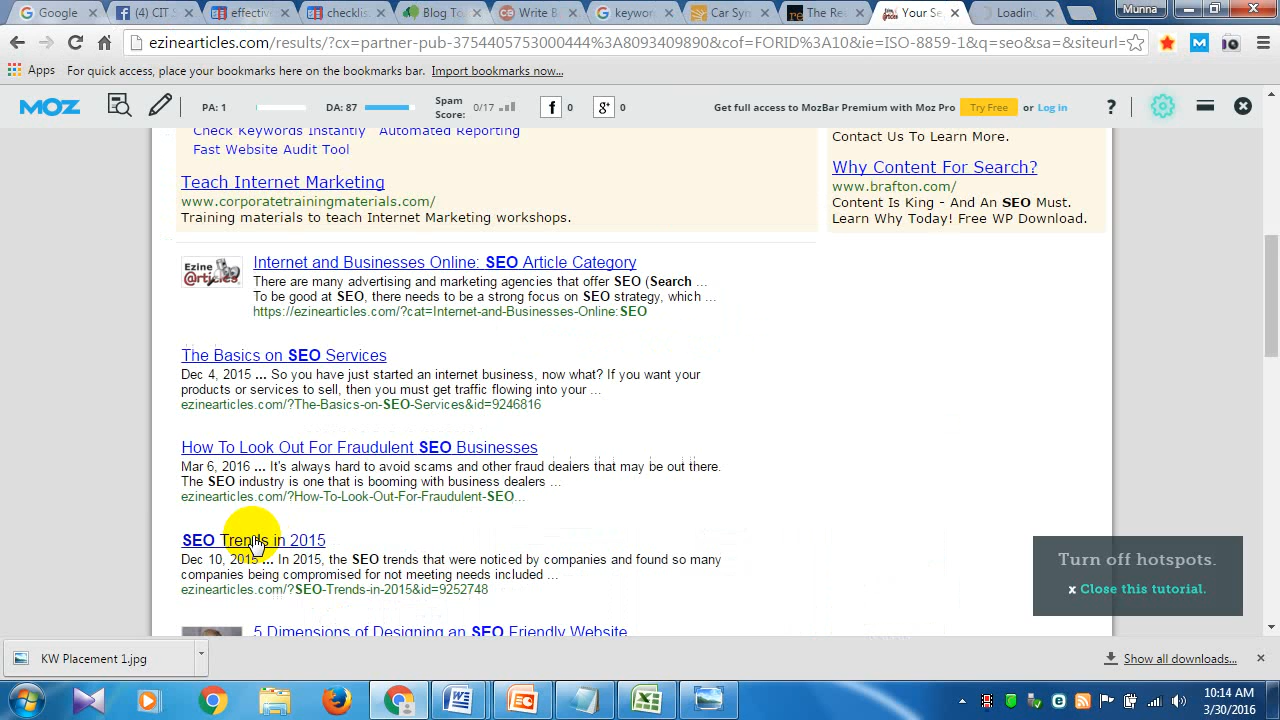 Google
(4) CIT.S
effective
checklis
Blog To
Write B
keywor
Car Syn
The Re
Your Se
Loadin
Munna
ezinearticles.com/results/?cx=partner-pub-3754405753000444%3A8093409890&cof=FORID%3A10&ie=ISO-8859-1&q=seo&sa=&siteurl=
Apps For quick access, place your bookmarks here on the bookmarks bar. Import bookmarks now...
MOZ PA: 1 DA: 87 Spam Score: 0/17 f 0 g+ 0 Get full access to MozBar Premium with Moz Pro Try Free or Log in ?
Check Keywords Instantly Automated Reporting
Fast Website Audit Tool
Teach Internet Marketing
www.corporatetrainingmaterials.com/
Training materials to teach Internet Marketing workshops.
Contact Us To Learn More.
Why Content For Search?
www.brafton.com/
Content Is King - And An SEO Must.
Learn Why Today! Free WP Download.
Ezine @rticles
Internet and Businesses Online: SEO Article Category
There are many advertising and marketing agencies that offer SEO (Search ...
To be good at SEO, there needs to be a strong focus on SEO strategy, which ...
https://ezinearticles.com/?cat=Internet-and-Businesses-Online:SEO
The Basics on SEO Services
Dec 4, 2015 ... So you have just started an internet business, now what? If you want your
products or services to sell, then you must get traffic flowing into your ...
ezinearticles.com/?The-Basics-on-SEO-Services&id=9246816
How To Look Out For Fraudulent SEO Businesses
Mar 6, 2016 ... It's always hard to avoid scams and other fraud dealers that may be out there.
The SEO industry is one that is booming with business dealers ...
ezinearticles.com/?How-To-Look-Out-For-Fraudulent-SEO...
SEO Trends in 2015
Dec 10, 2015 ... In 2015, the SEO trends that were noticed by companies and found so many
companies being compromised for not meeting needs included ...
ezinearticles.com/?SEO-Trends-in-2015&id=9252748
5 Dimensions of Designing an SEO Friendly Website
Turn off hotspots.
x Close this tutorial.
KW Placement 1.jpg
Show all downloads...
10:14 AM
3/30/2016